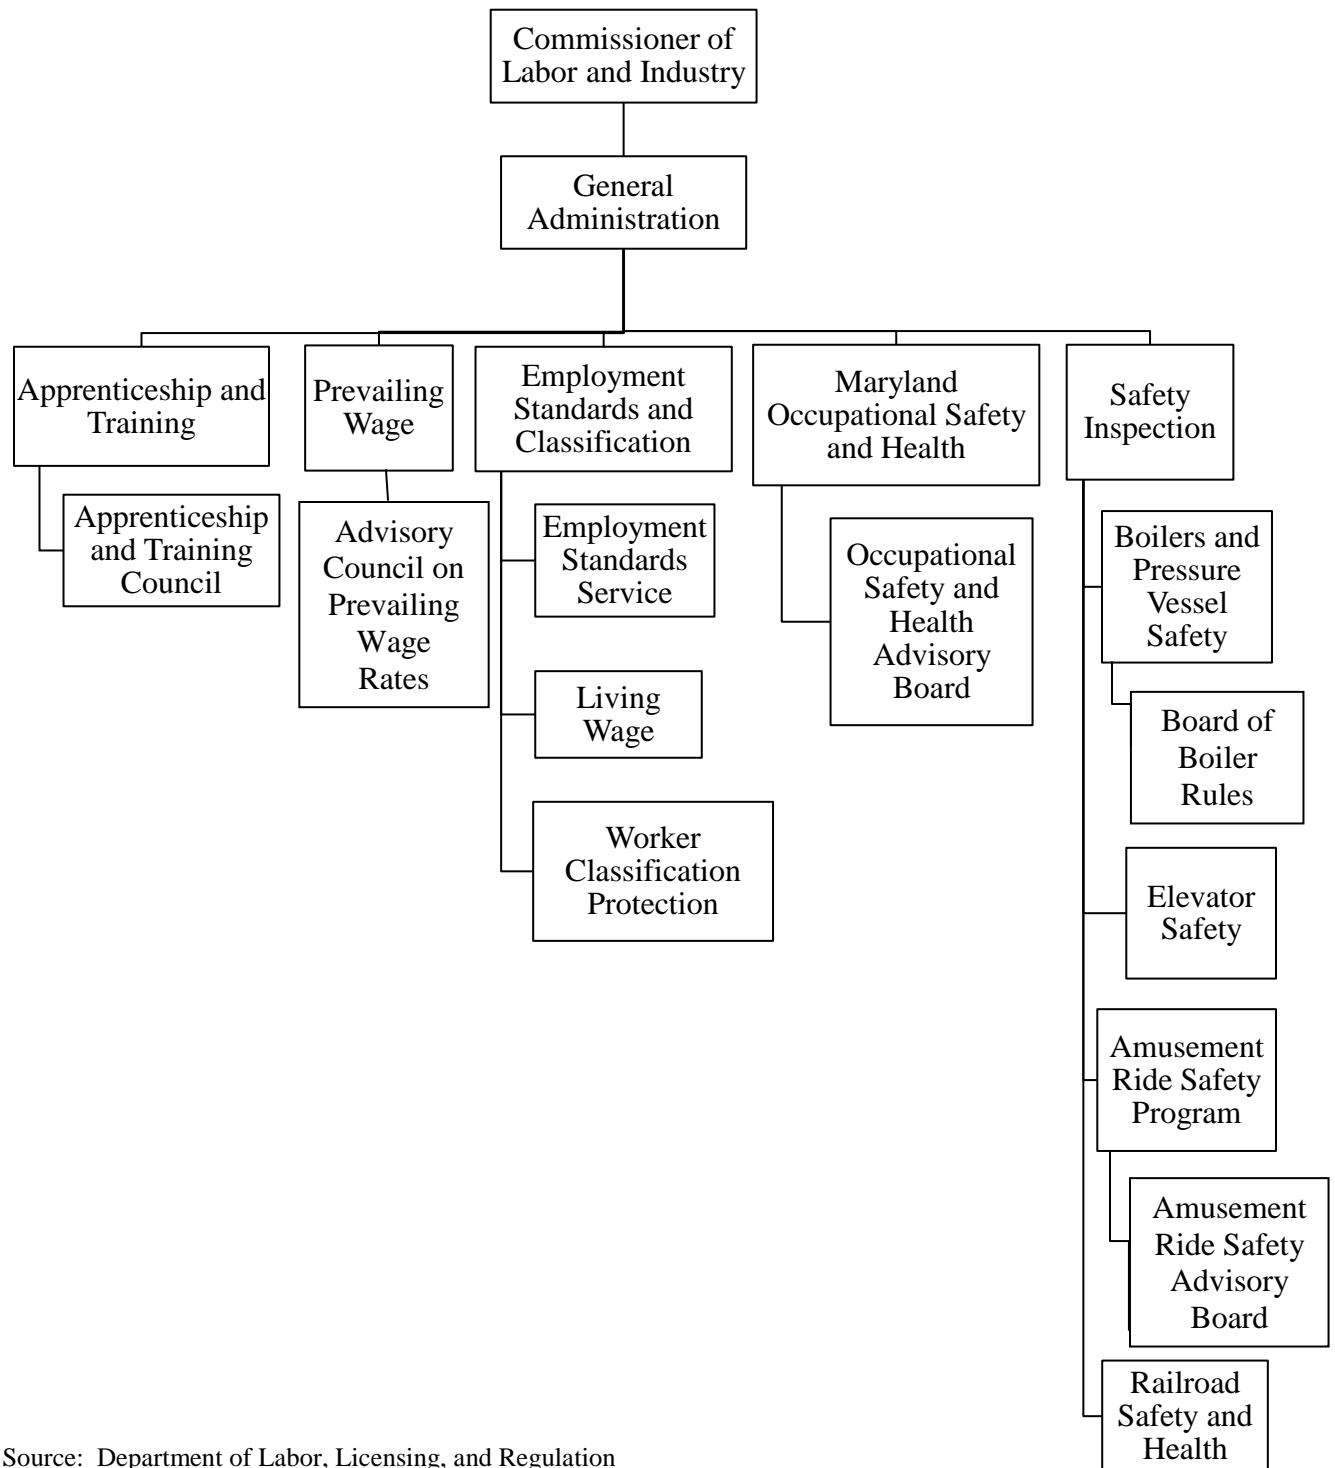 Commissioner of
Labor and Industry
General
Administration
Apprenticeship and
Training
Prevailing
Wage
Employment
Standards and
Classification
Maryland
Occupational Safety
and Health
Safety
Inspection
Apprenticeship
and Training
Council
Advisory
Council on
Prevailing
Wage
Rates
Employment
Standards
Service
Living
Wage
Worker
Classification
Protection
Occupational
Safety and
Health
Advisory
Board
Boilers and
Pressure
Vessel
Safety
Board of
Boiler
Rules
Elevator
Safety
Amusement
Ride Safety
Program
Amusement
Ride Safety
Advisory
Board
Railroad
Safety and
Health
Source:  Department of Labor, Licensing, and Regulation